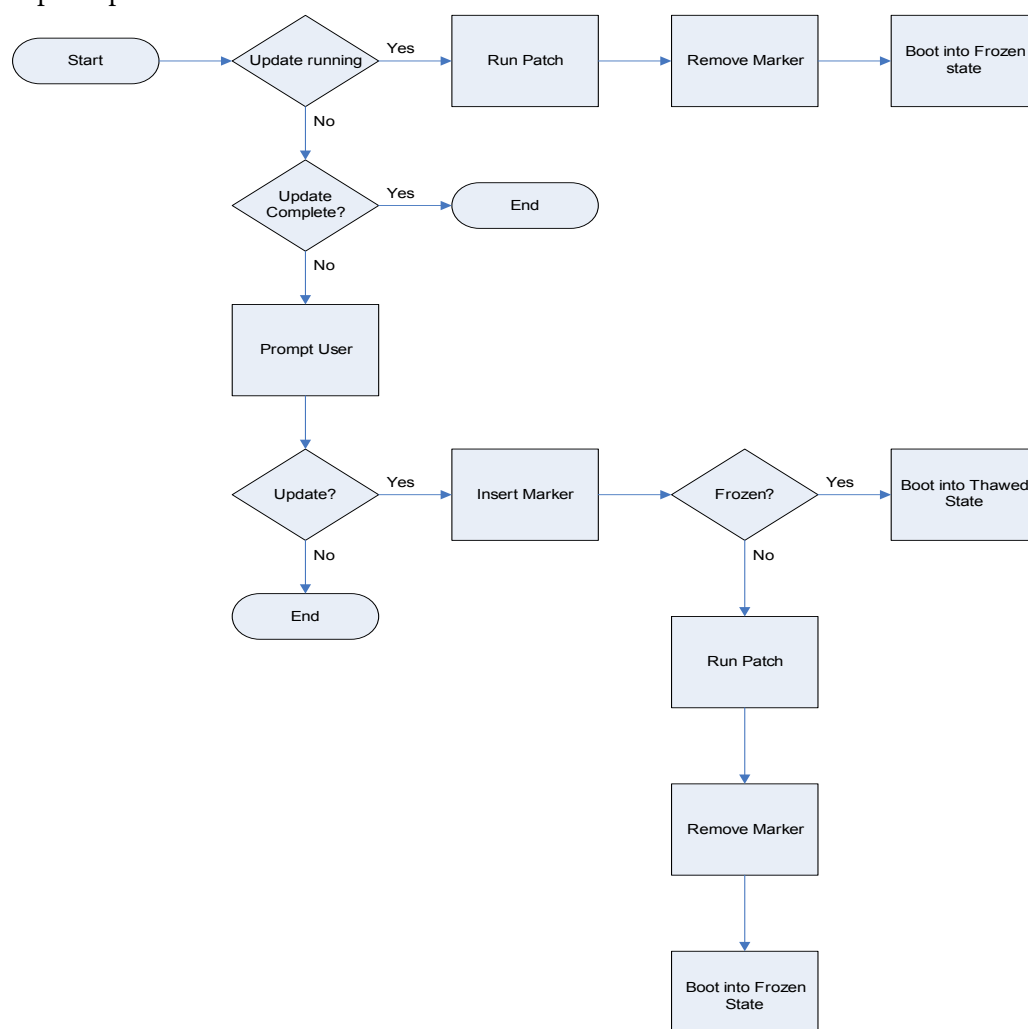 Start
Update running
Yes
Run Patch
Remove Marker
Boot into Frozen
state
No
Update
Complete?
Yes
End
No
Prompt User
Update?
Yes
Insert Marker
Frozen?
Yes
Boot into Thawed
State
No
End
No
Run Patch
Remove Marker
Boot into Frozen
State